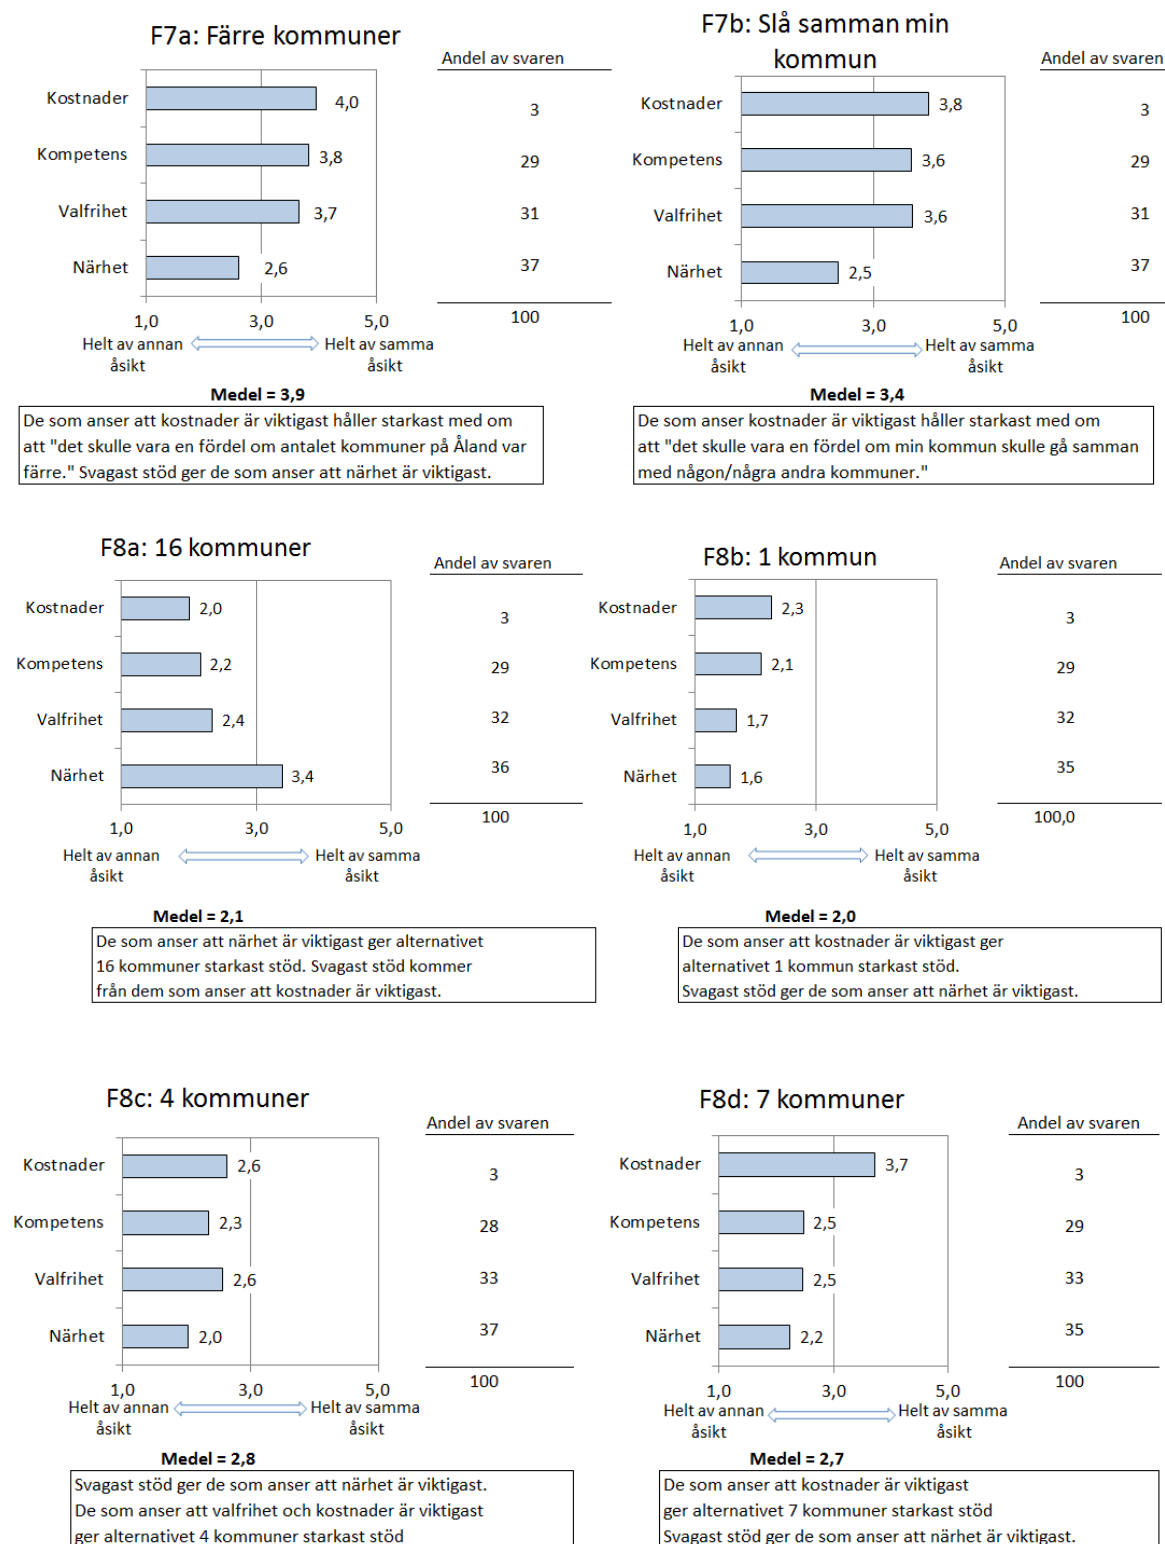 F7a: Färre kommuner
Andel av svaren
Kostnader 4,0 3
Kompetens 3,8 29
Valfrihet 3,7 31
Närhet 2,6 37
100
1,0 3,0 5,0
Helt av annan Helt av samma
åsikt åsikt
Medel = 3,9
De som anser att kostnader är viktigast håller starkast med om
att "det skulle vara en fördel om antalet kommuner på Åland var
färre." Svagast stöd ger de som anser att närhet är viktigast.
F7b: Slå samman min
kommun
Andel av svaren
Kostnader 3,8 3
Kompetens 3,6 29
Valfrihet 3,6 31
Närhet 2,5 37
100
1,0 3,0 5,0
Helt av annan Helt av samma
åsikt åsikt
Medel = 3,4
De som anser kostnader är viktigast håller starkast med om
att "det skulle vara en fördel om min kommun skulle gå samman
med någon/några andra kommuner."
F8a: 16 kommuner
Andel av svaren
Kostnader 2,0 3
Kompetens 2,2 29
Valfrihet 2,4 32
Närhet 3,4 36
100
1,0 3,0 5,0
Helt av annan Helt av samma
åsikt åsikt
Medel = 2,1
De som anser att närhet är viktigast ger alternativet
16 kommuner starkast stöd. Svagast stöd kommer
från dem som anser att kostnader är viktigast.
F8b: 1 kommun
Andel av svaren
Kostnader 2,3 3
Kompetens 2,1 29
Valfrihet 1,7 32
Närhet 1,6 35
100,0
1,0 3,0 5,0
Helt av annan Helt av samma
åsikt åsikt
Medel = 2,0
De som anser att kostnader är viktigast ger
alternativet 1 kommun starkast stöd.
Svagast stöd ger de som anser att närhet är viktigast.
F8c: 4 kommuner
Andel av svaren
Kostnader 2,6 3
Kompetens 2,3 28
Valfrihet 2,6 33
Närhet 2,0 37
100
1,0 3,0 5,0
Helt av annan Helt av samma
åsikt åsikt
Medel = 2,8
Svagast stöd ger de som anser att närhet är viktigast.
De som anser att valfrihet och kostnader är viktigast
ger alternativet 4 kommuner starkast stöd
F8d: 7 kommuner
Andel av svaren
Kostnader 3,7 3
Kompetens 2,5 29
Valfrihet 2,5 33
Närhet 2,2 35
100
1,0 3,0 5,0
Helt av annan Helt av samma
åsikt åsikt
Medel = 2,7
De som anser att kostnader är viktigast
ger alternativet 7 kommuner starkast stöd
Svagast stöd ger de som anser att närhet är viktigast.